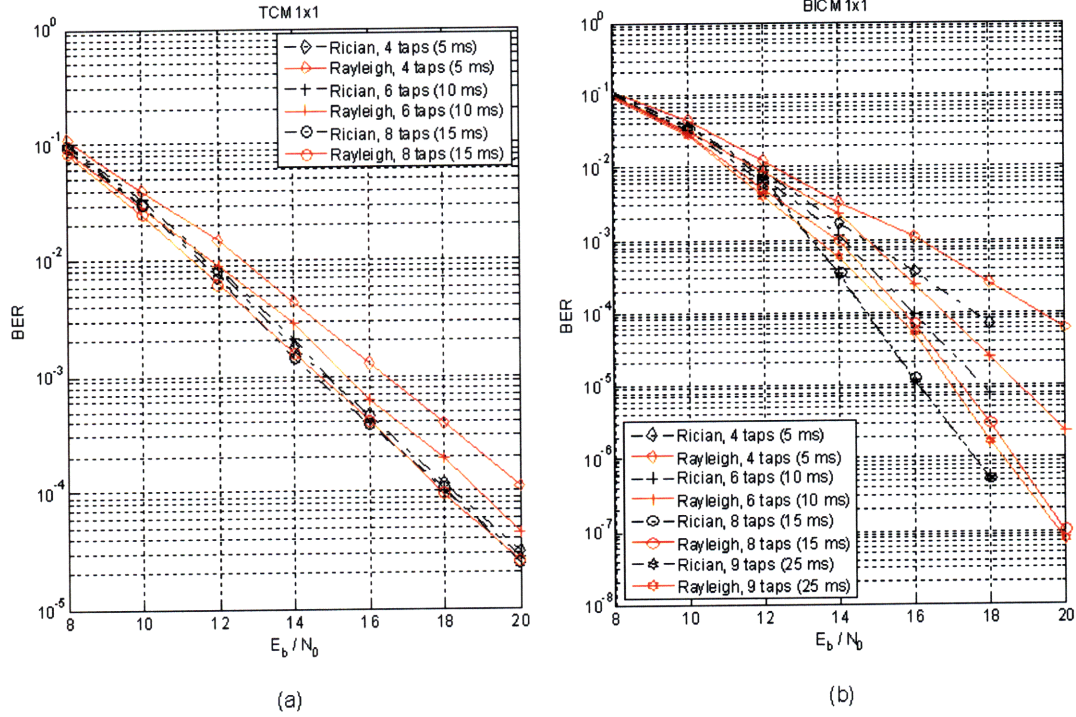 TCM 1x1
10^0
10^-1
10^-2
10^-3
10^-4
10^-5
BER
8 10 12 14 16 18 20
E_b / N_0
Rician, 4 taps (5 ms)
Rayleigh, 4 taps (5 ms)
Rician, 6 taps (10 ms)
Rayleigh, 6 taps (10 ms)
Rician, 8 taps (15 ms)
Rayleigh, 8 taps (15 ms)
(a)
BICM 1x1
10^0
10^-1
10^-2
10^-3
10^-4
10^-5
10^-6
10^-7
10^-8
BER
8 10 12 14 16 18 20
E_b / N_0
Rician, 4 taps (5 ms)
Rayleigh, 4 taps (5 ms)
Rician, 6 taps (10 ms)
Rayleigh, 6 taps (10 ms)
Rician, 8 taps (15 ms)
Rayleigh, 8 taps (15 ms)
Rician, 9 taps (25 ms)
Rayleigh, 9 taps (25 ms)
(b)